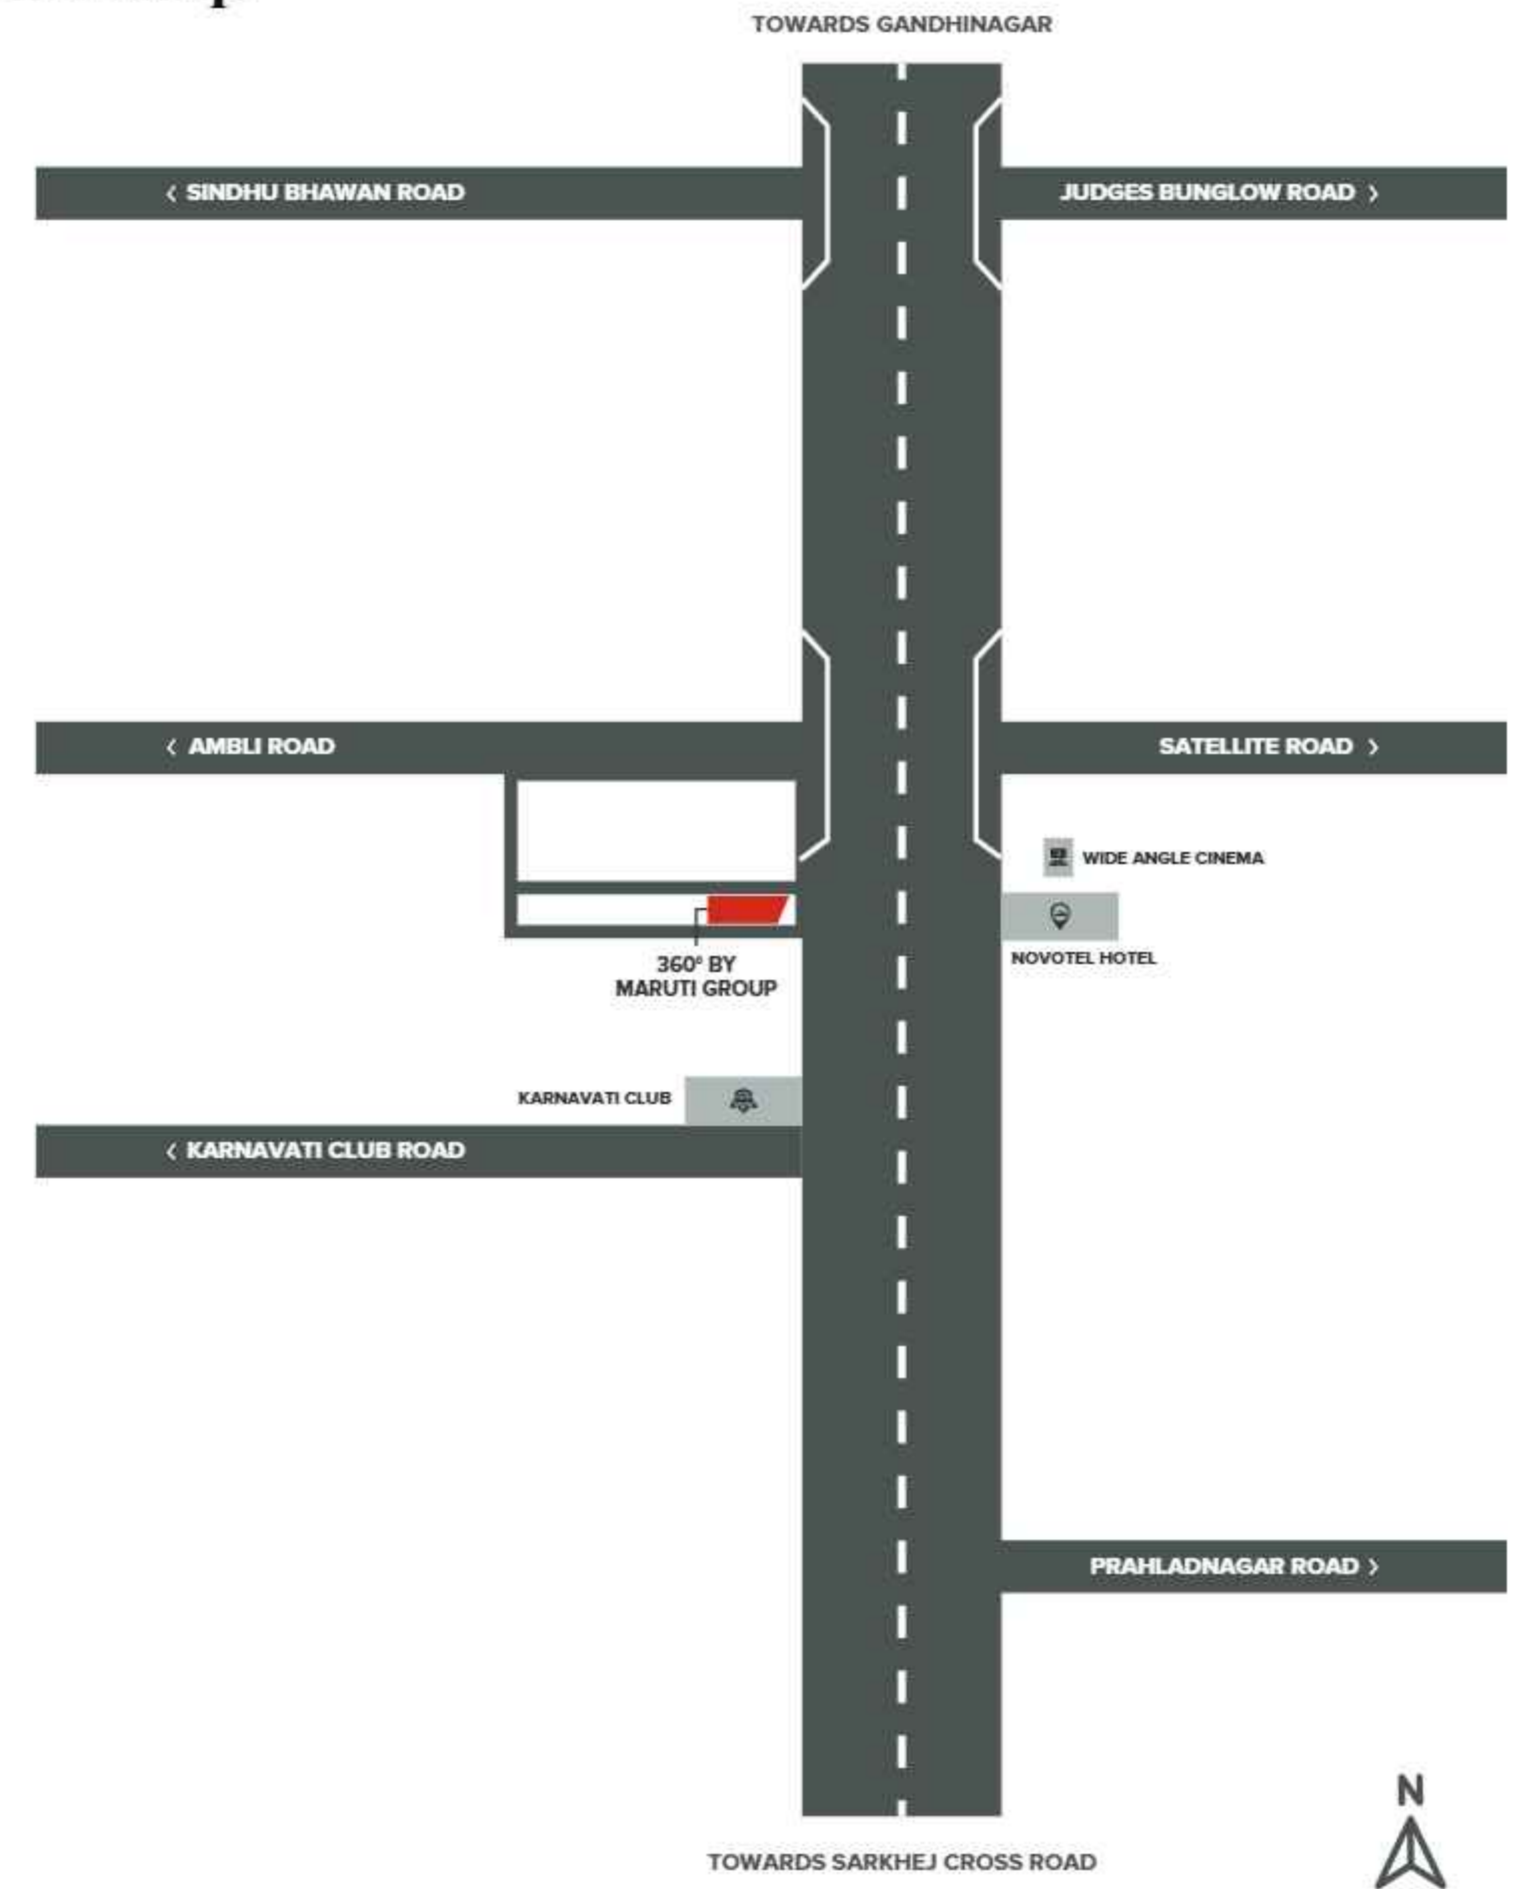 TOWARDS GANDHINAGAR
‹ SINDHU BHAWAN ROAD
JUDGES BUNGLOW ROAD ›
‹ AMBLI ROAD
SATELLITE ROAD ›
WIDE ANGLE CINEMA
360° BY
MARUTI GROUP
NOVOTEL HOTEL
KARNAVATI CLUB
‹ KARNAVATI CLUB ROAD
PRAHLADNAGAR ROAD ›
N
TOWARDS SARKHEJ CROSS ROAD